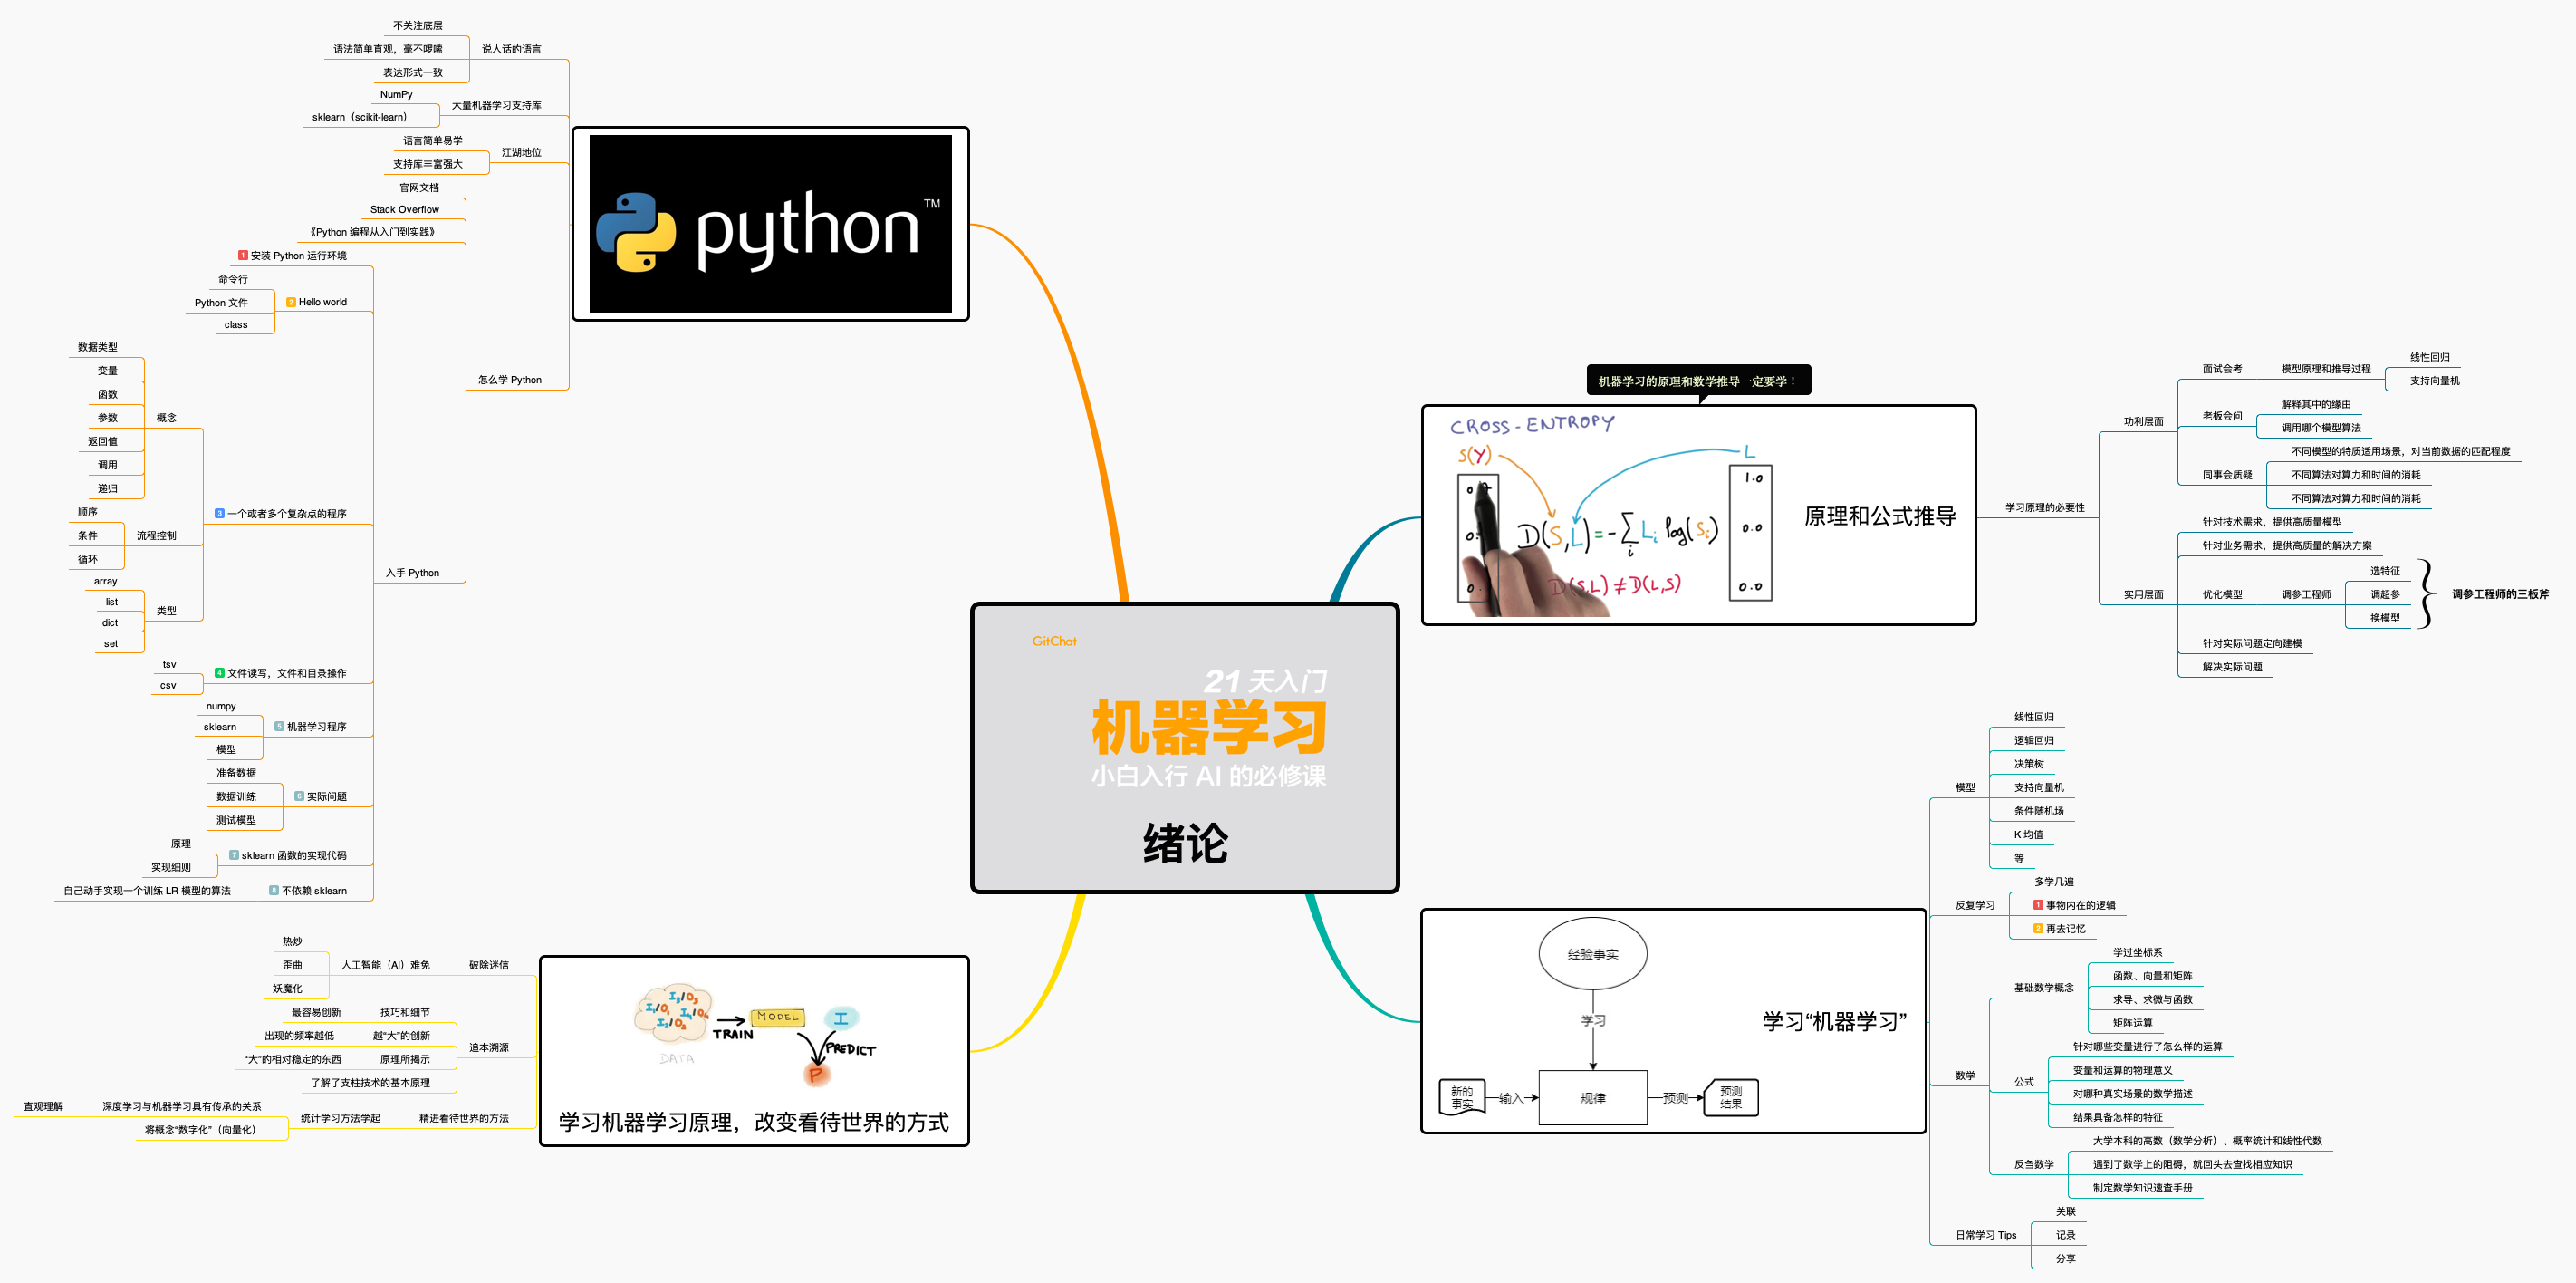 GitChat
21 天入门
机器学习
小白入行 AI 的必修课
绪论
机器学习的原理和数学推导一定要学！
CROSS-ENTROPY
S(Y)
L
1.0
0.0
0.0
D(S,L)=-∑i Li log(Si)
D(S,L)≠D(L,S)
原理和公式推导
学习原理的必要性
功利层面
面试会考
模型原理和推导过程
线性回归
支持向量机
老板会问
解释其中的缘由
调用哪个模型算法
同事会质疑
不同模型的特质适用场景，对当前数据的匹配程度
不同算法对算力和时间的消耗
不同算法对算力和时间的消耗
实用层面
针对技术需求，提供高质量模型
针对业务需求，提供高质量的解决方案
优化模型
调参工程师
选特征
调超参
换模型
调参工程师的三板斧
针对实际问题定向建模
解决实际问题
经验事实
学习
新的
事实
输入
规律
预测
预测
结果
学习“机器学习”
模型
线性回归
逻辑回归
决策树
支持向量机
条件随机场
K 均值
等
反复学习
多学几遍
1 事物内在的逻辑
2 再去记忆
数学
基础数学概念
学过坐标系
函数、向量和矩阵
求导、求微与函数
矩阵运算
公式
针对哪些变量进行了怎么样的运算
变量和运算的物理意义
对哪种真实场景的数学描述
结果具备怎样的特征
反刍数学
大学本科的高数（数学分析）、概率统计和线性代数
遇到了数学上的阻碍，就回头去查找相应知识
制定数学知识速查手册
日常学习 Tips
关联
记录
分享
python TM
说人话的语言
不关注底层
语法简单直观，毫不啰嗦
表达形式一致
大量机器学习支持库
NumPy
sklearn（scikit-learn）
江湖地位
语言简单易学
支持库丰富强大
怎么学 Python
官网文档
Stack Overflow
《Python 编程从入门到实践》
入手 Python
1 安装 Python 运行环境
2 Hello world
命令行
Python 文件
class
3 一个或者多个复杂点的程序
概念
数据类型
变量
函数
参数
返回值
调用
递归
流程控制
顺序
条件
循环
类型
array
list
dict
set
4 文件读写，文件和目录操作
tsv
csv
5 机器学习程序
numpy
sklearn
模型
6 实际问题
准备数据
数据训练
测试模型
7 sklearn 函数的实现代码
原理
实现细则
8 不依赖 sklearn
自己动手实现一个训练 LR 模型的算法
I1/O1
I3/O3
I2/O2
I4/O4
DATA
TRAIN
MODEL
I
PREDICT
P
学习机器学习原理，改变看待世界的方式
破除迷信
人工智能（AI）难免
热炒
歪曲
妖魔化
追本溯源
技巧和细节
最容易创新
越“大”的创新
出现的频率越低
原理所揭示
“大”的相对稳定的东西
了解了支柱技术的基本原理
精进看待世界的方法
统计学习方法学起
深度学习与机器学习具有传承的关系
直观理解
将概念“数字化”（向量化）